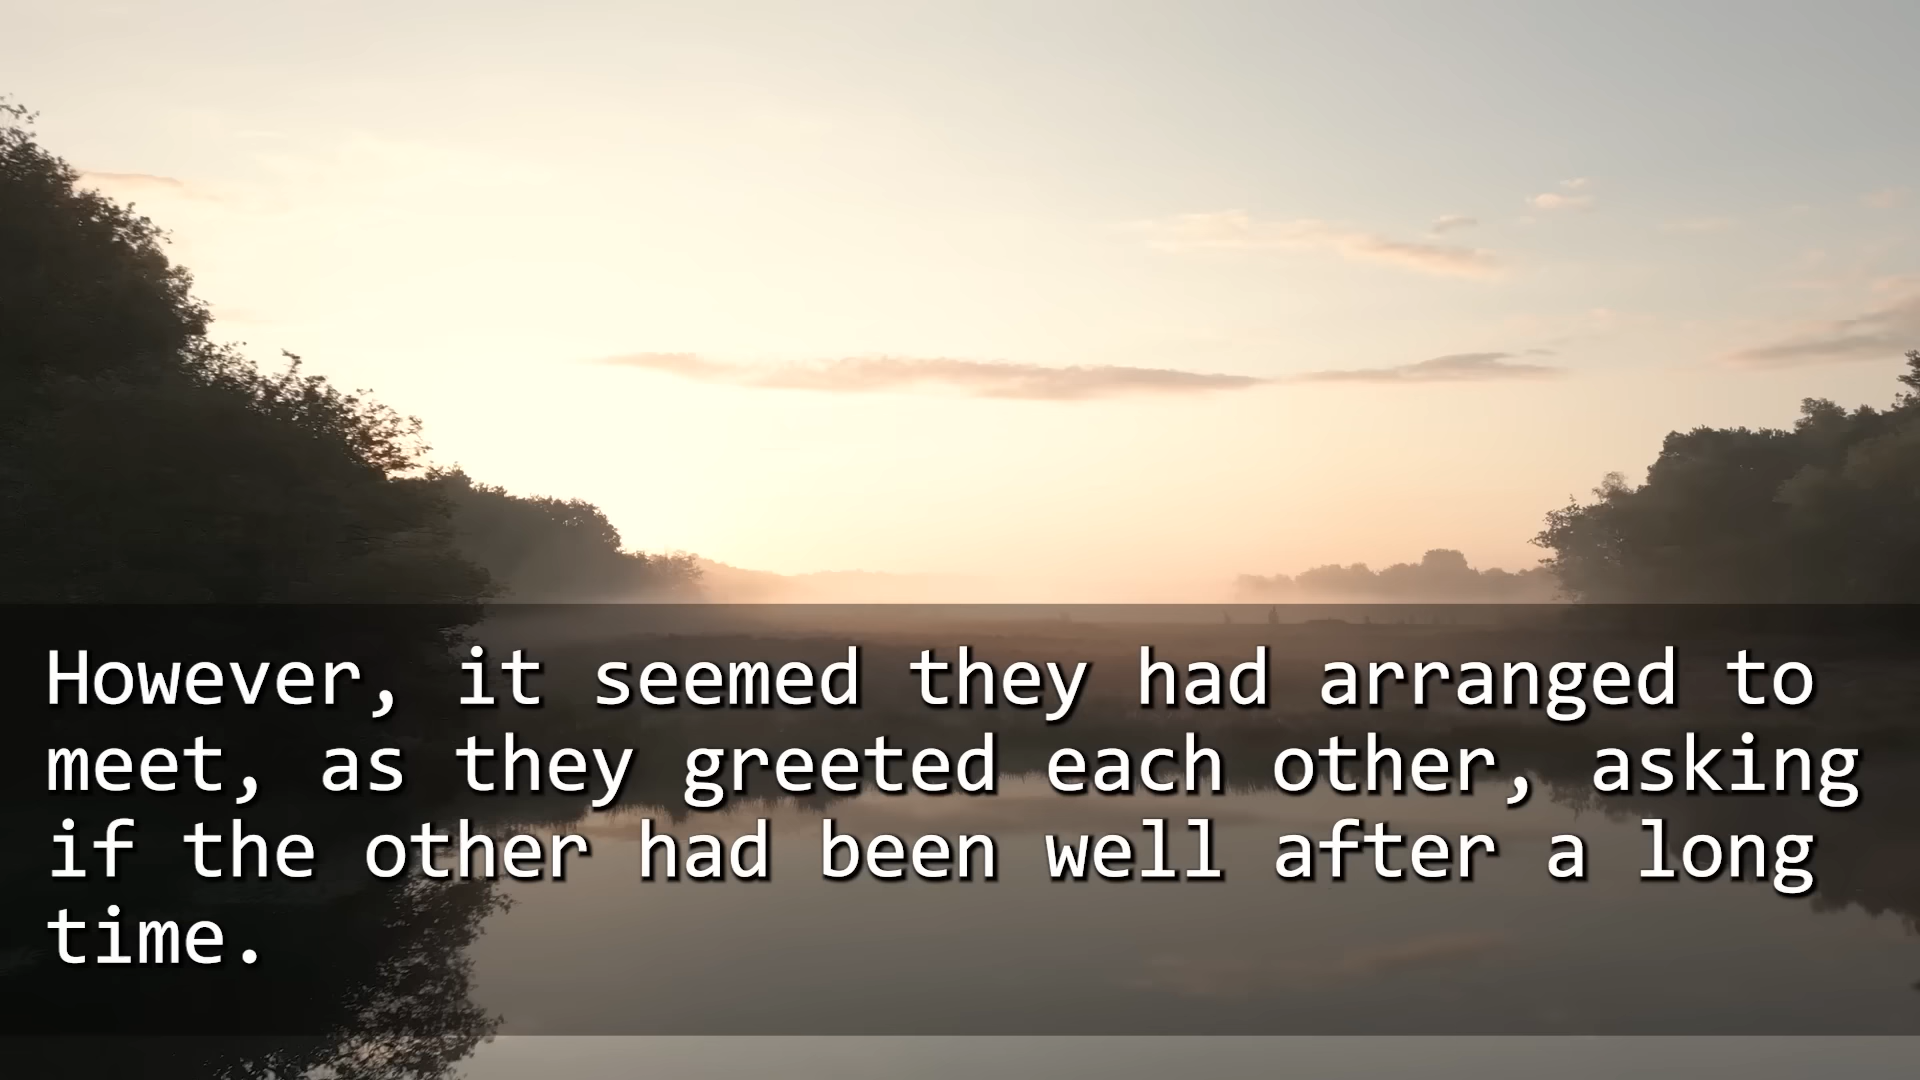 However, it seemed they had arranged to
meet, as they greeted each other, asking
if the other had been well after a long
time.